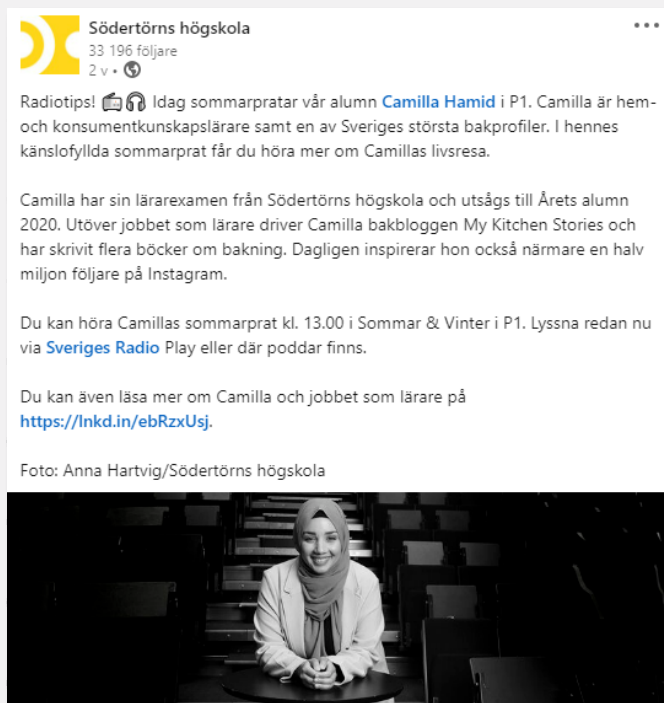 Södertörns högskola
33 196 följare
2 v •
Radiotips! 📻🎧 Idag sommarpratar vår alumn Camilla Hamid i P1. Camilla är hem-
och konsumentkunskapslärare samt en av Sveriges största bakprofiler. I hennes
känslofyllda sommarprat får du höra mer om Camillas livsresa.
Camilla har sin lärarexamen från Södertörns högskola och utsågs till Årets alumn
2020. Utöver jobbet som lärare driver Camilla bakbloggen My Kitchen Stories och
har skrivit flera böcker om bakning. Dagligen inspirerar hon också närmare en halv
miljon följare på Instagram.
Du kan höra Camillas sommarprat kl. 13.00 i Sommar & Vinter i P1. Lyssna redan nu
via Sveriges Radio Play eller där poddar finns.
Du kan även läsa mer om Camilla och jobbet som lärare på
https://lnkd.in/ebRzxUsj.
Foto: Anna Hartvig/Södertörns högskola